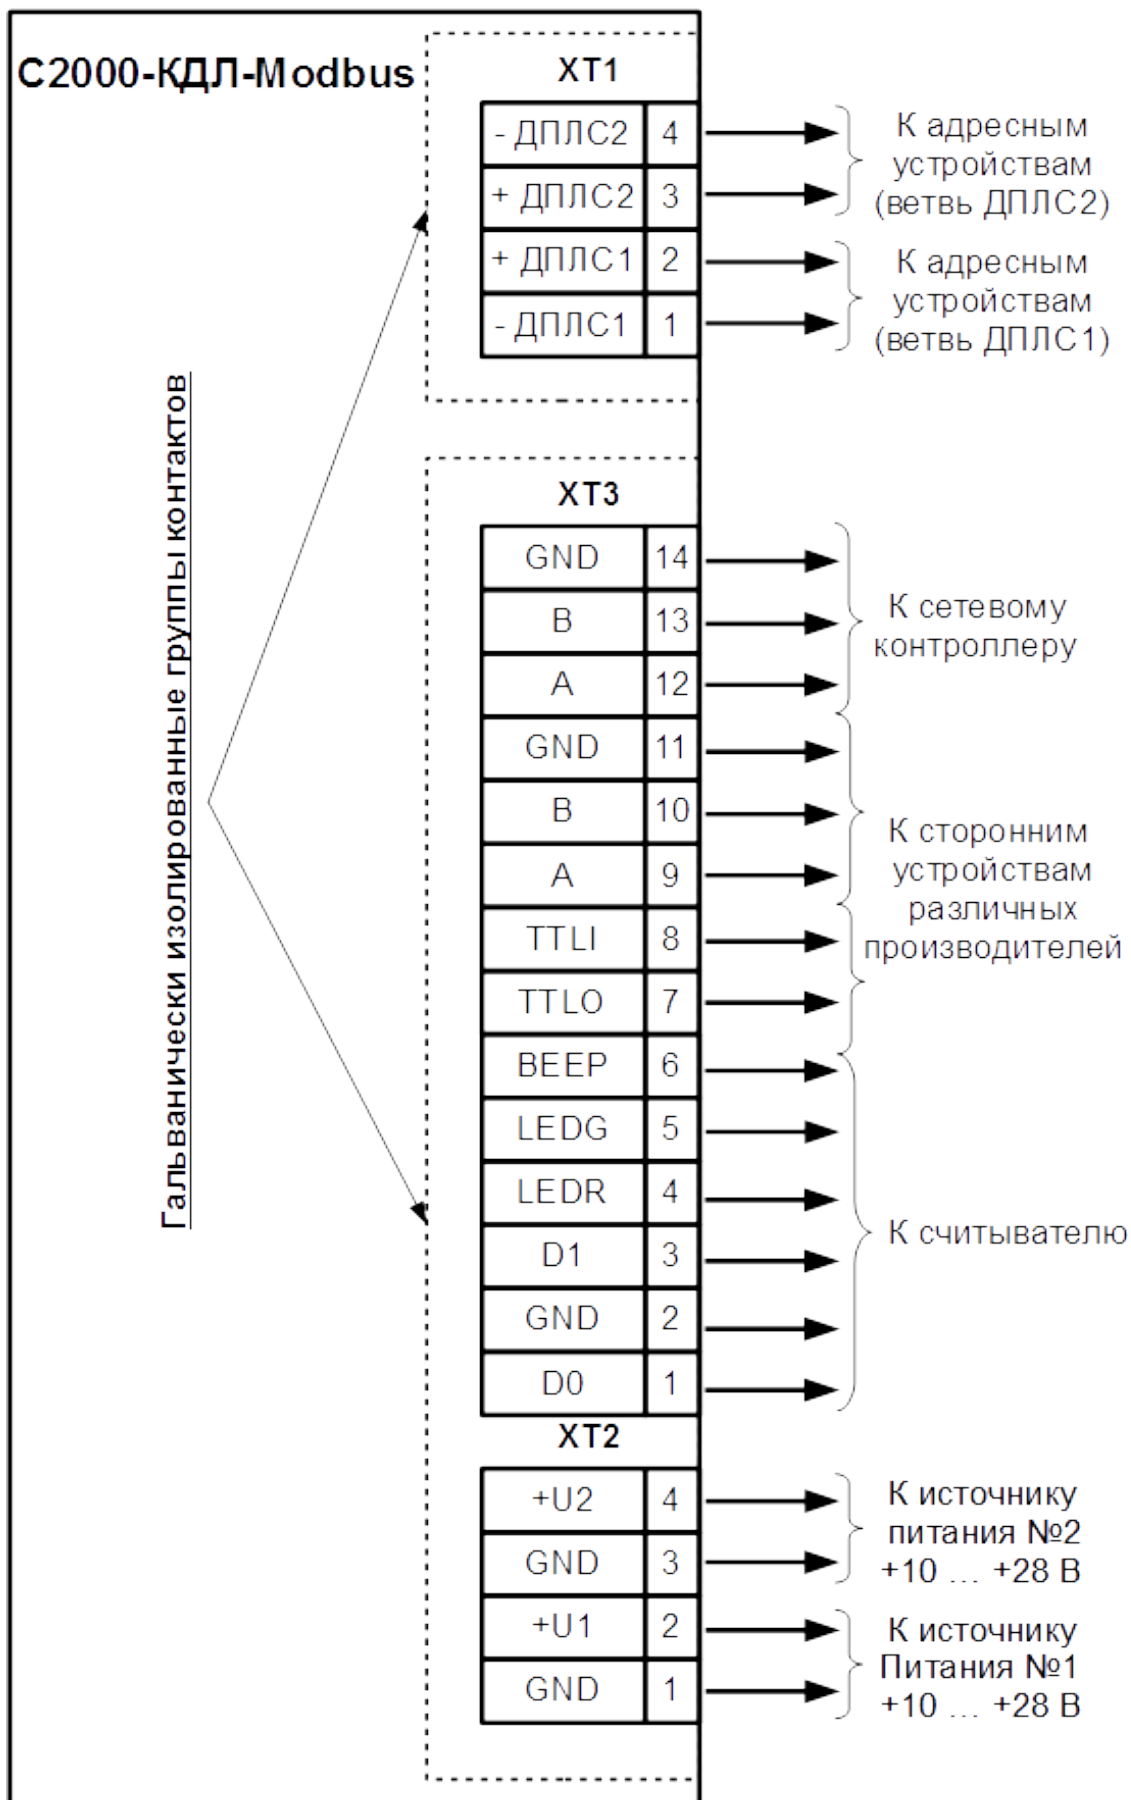 С2000-КДЛ-Modbus
XT1
- ДПЛС2 4
+ ДПЛС2 3
+ ДПЛС1 2
- ДПЛС1 1
К адресным
устройствам
(ветвь ДПЛС2)
К адресным
устройствам
(ветвь ДПЛС1)
Гальванически изолированные группы контактов
XT3
GND 14
B 13
A 12
GND 11
B 10
A 9
TTLI 8
TTLO 7
BEEP 6
LEDG 5
LEDR 4
D1 3
GND 2
D0 1
К сетевому
контроллеру
К сторонним
устройствам
различных
производителей
К считывателю
XT2
+U2 4
GND 3
+U1 2
GND 1
К источнику
питания №2
+10 ... +28 В
К источнику
Питания №1
+10 ... +28 В